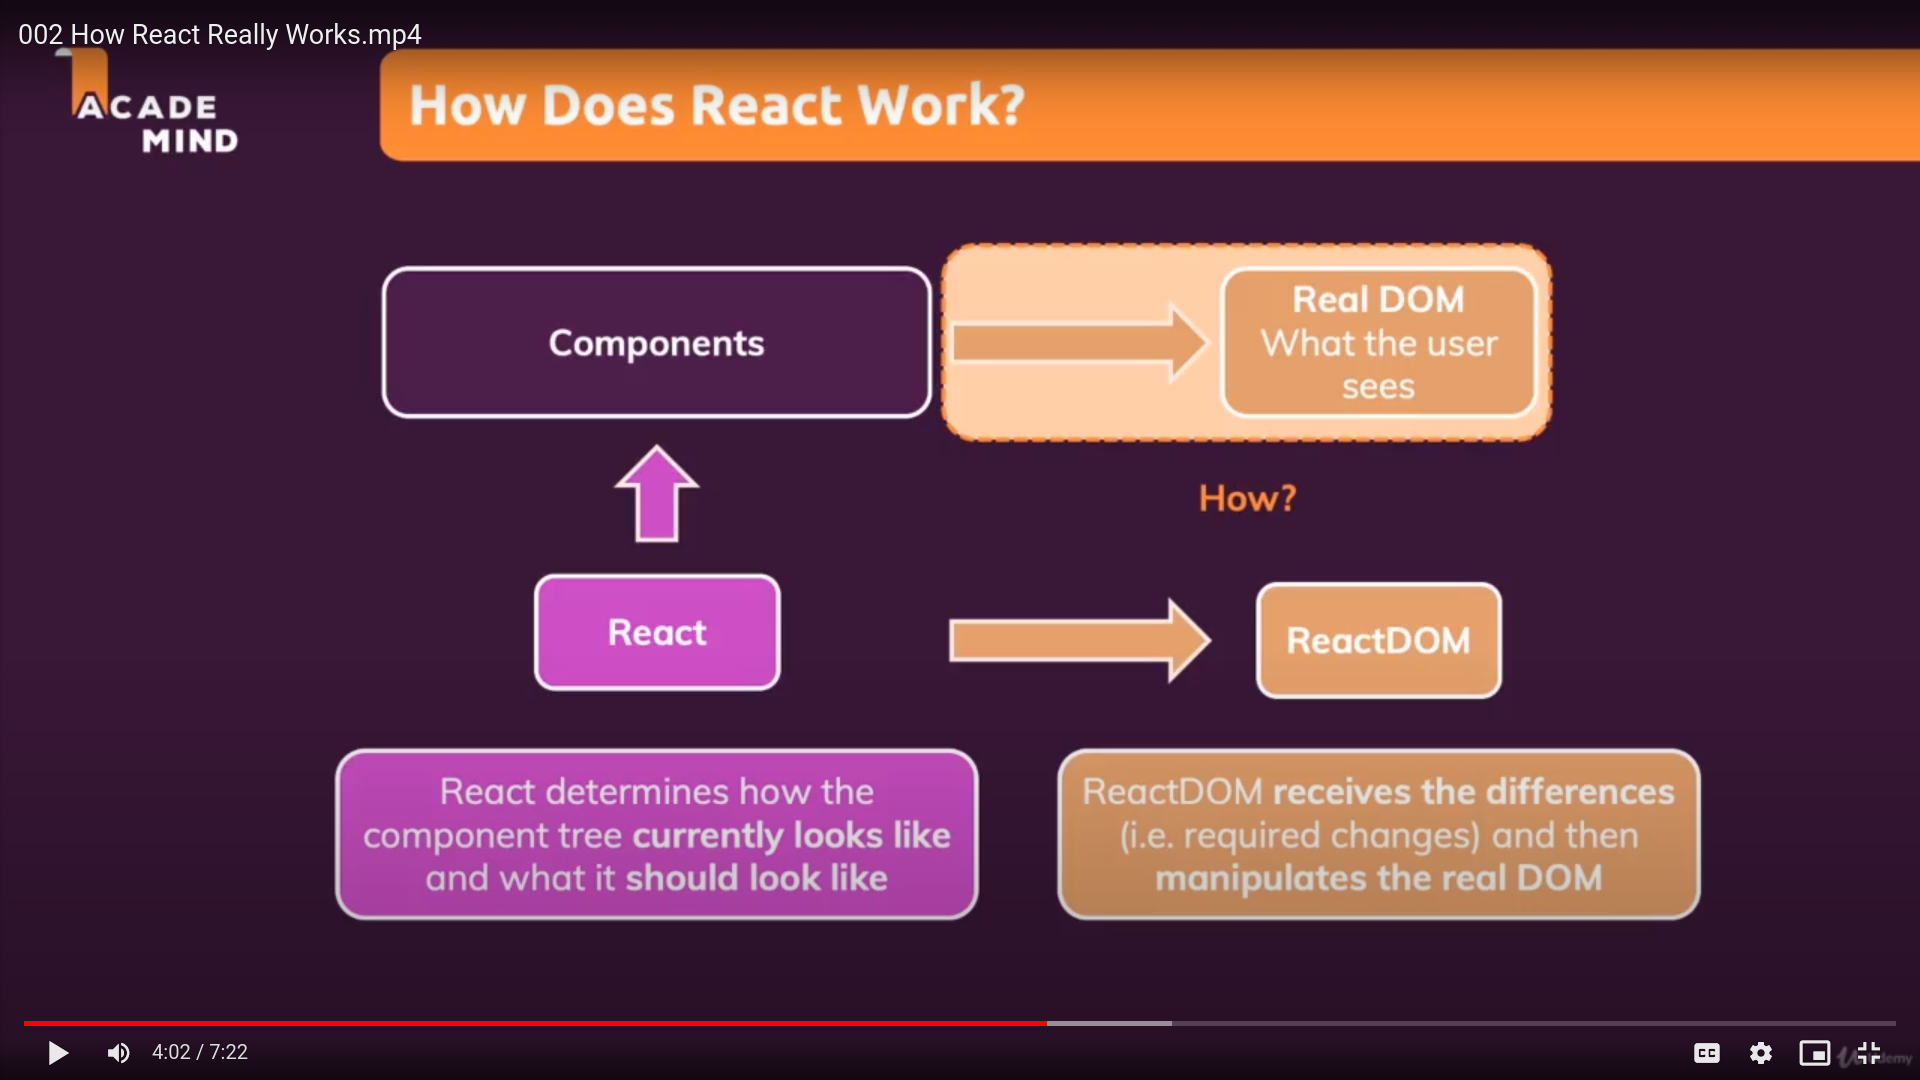 002 How React Really Works.mp4
ACADE
MIND
How Does React Work?
Components
Real DOM
What the user
sees
How?
React
ReactDOM
React determines how the
component tree currently looks like
and what it should look like
ReactDOM receives the differences
(i.e. required changes) and then
manipulates the real DOM
4:02 / 7:22
CC